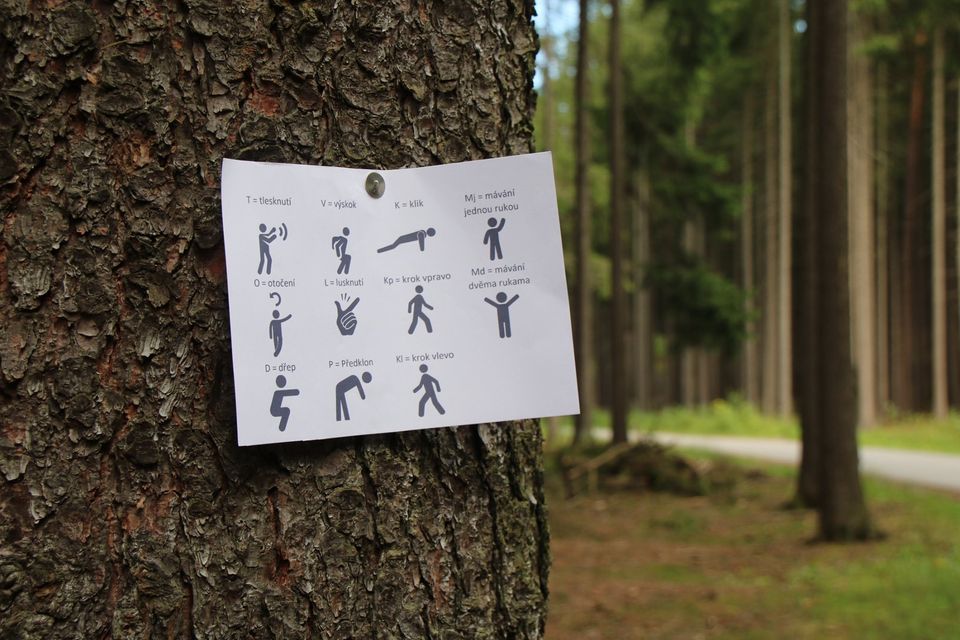 T = tlesknutí
V = výskok
K = klik
Mj = mávání
jednou rukou
O = otočení
L = lusknutí
Kp = krok vpravo
Md = mávání
dvěma rukama
D = dřep
P = Předklon
Kl = krok vlevo